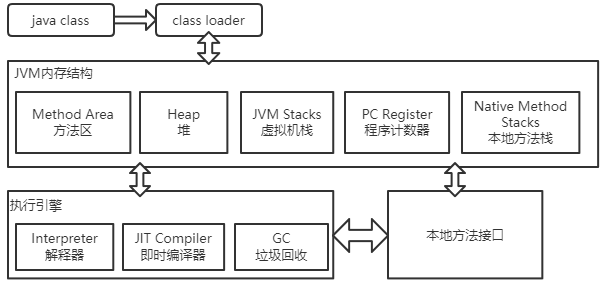 java class
class loader
JVM内存结构
Method Area
方法区
Heap
堆
JVM Stacks
虚拟机栈
PC Register
程序计数器
Native Method
Stacks
本地方法栈
执行引擎
Interpreter
解释器
JIT Compiler
即时编译器
GC
垃圾回收
本地方法接口